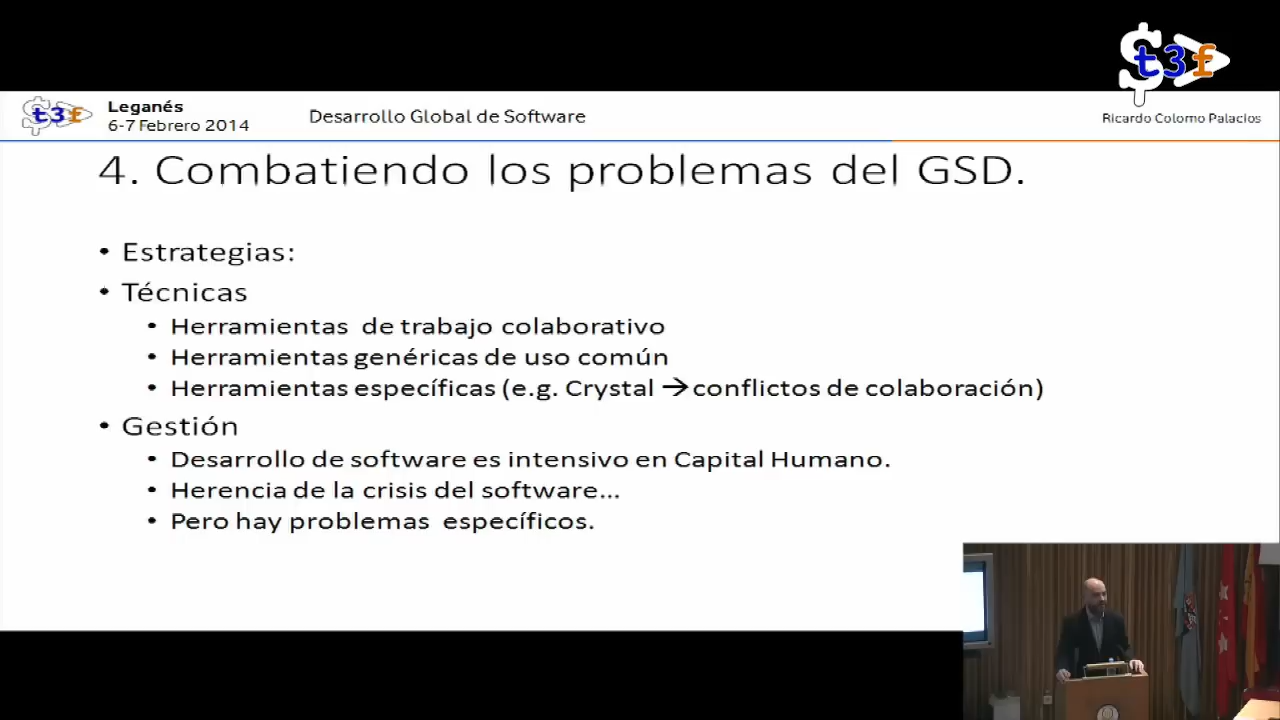 t3f
t3f
Leganés
6-7 Febrero 2014
Desarrollo Global de Software
Ricardo Colomo Palacios
4. Combatiendo los problemas del GSD.
• Estrategias:
• Técnicas
• Herramientas de trabajo colaborativo
• Herramientas genéricas de uso común
• Herramientas específicas (e.g. Crystal → conflictos de colaboración)
• Gestión
• Desarrollo de software es intensivo en Capital Humano.
• Herencia de la crisis del software...
• Pero hay problemas específicos.